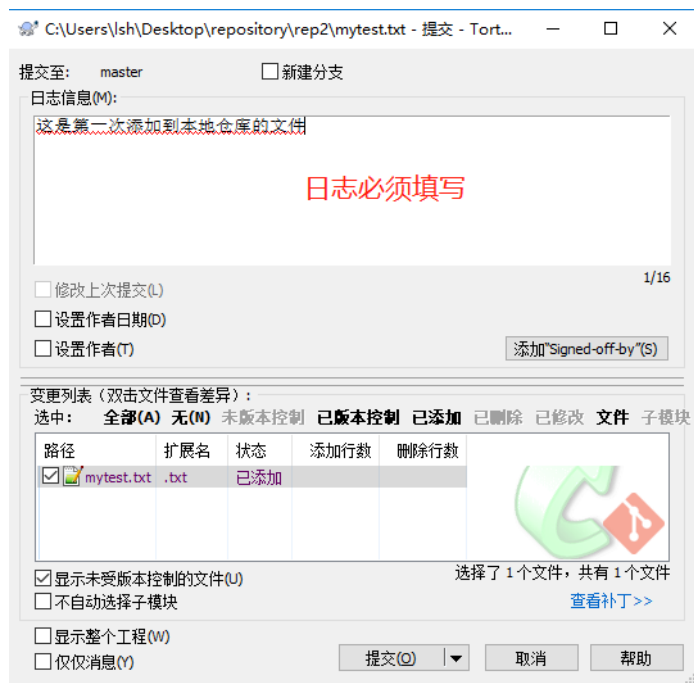 C:\Users\lsh\Desktop\repository\rep2\mytest.txt - 提交 - Tort...
提交至: master 新建分支
日志信息(M):
这是第一次添加到本地仓库的文件
日志必须填写
1/16
修改上次提交(L)
设置作者日期(D)
设置作者(T)
添加"Signed-off-by"(S)
变更列表（双击文件查看差异）:
选中: 全部(A) 无(N) 未版本控制 已版本控制 已添加 已删除 已修改 文件 子模块
路径 扩展名 状态 添加行数 删除行数
mytest.txt .txt 已添加
显示未受版本控制的文件(U)
选择了 1 个文件，共有 1 个文件
不自动选择子模块
查看补丁>>
显示整个工程(W)
仅仅消息(Y)
提交(O) 取消 帮助